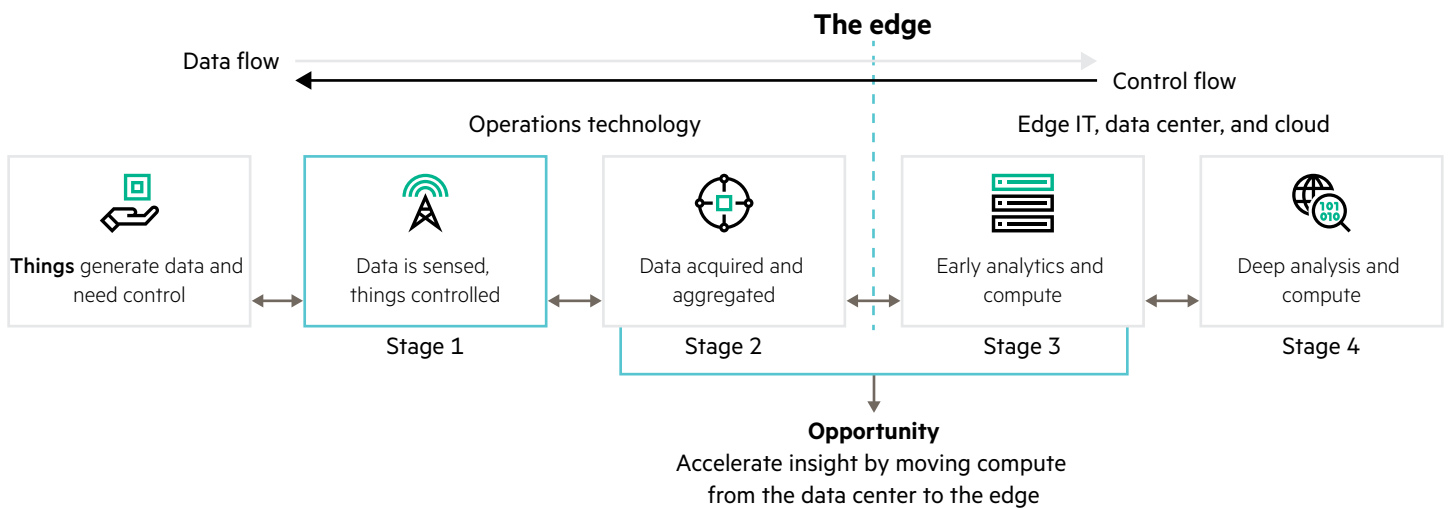 The edge
Data flow
Control flow
Operations technology
Edge IT, data center, and cloud
Things generate data and
need control
Data is sensed,
things controlled
Data acquired and
aggregated
Early analytics and
compute
101
010
Deep analysis and
compute
Stage 1
Stage 2
Stage 3
Stage 4
Opportunity
Accelerate insight by moving compute
from the data center to the edge